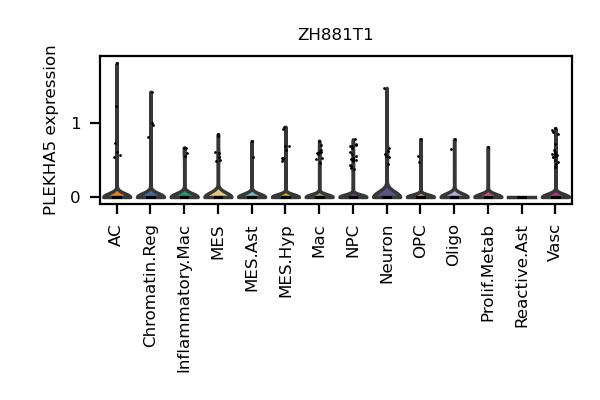 ZH881T1
PLEKHA5 expression
1
0
AC
Chromatin.Reg
Inflammatory.Mac
MES
MES.Ast
MES.Hyp
Mac
NPC
Neuron
OPC
Oligo
Prolif.Metab
Reactive.Ast
Vasc